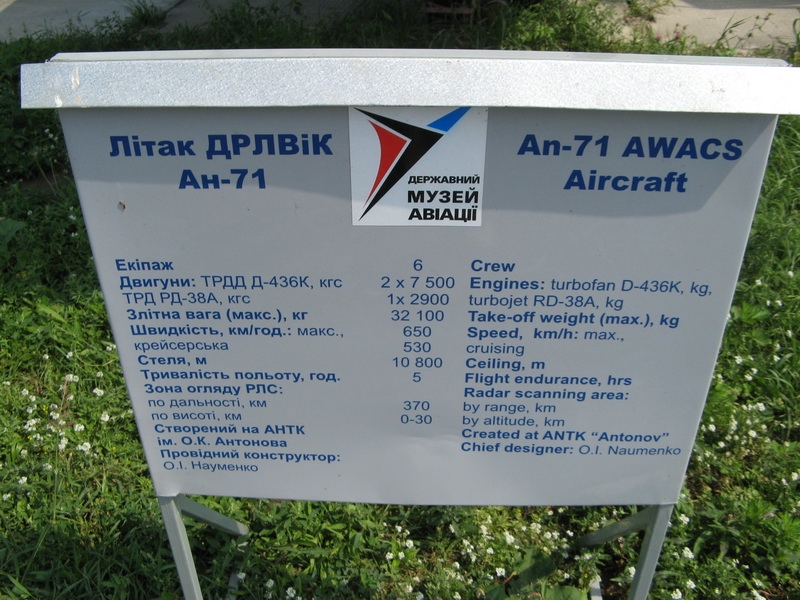 Літак ДРЛВіК
Ан-71
ДЕРЖАВНИЙ
МУЗЕЙ
АВІАЦІЇ
An-71 AWACS
Aircraft
Екіпаж 6 Crew
Двигуни: ТРДД Д-436К, кгс 2 x 7 500 Engines: turbofan D-436K, kg,
ТРД РД-38А, кгс 1x 2900 turbojet RD-38A, kg
Злітна вага (макс.), кг 32 100 Take-off weight (max.), kg
Швидкість, км/год.: макс., 650 Speed, km/h: max.,
крейсерська 530 cruising
Стеля, м 10 800 Ceiling, m
Тривалість польоту, год. 5 Flight endurance, hrs
Зона огляду РЛС: Radar scanning area:
по дальності, км 370 by range, km
по висоті, км 0-30 by altitude, km
Створений на АНТК Created at ANTK “Antonov”
ім. О.К. Антонова Chief designer: O.I. Naumenko
Провідний конструктор:
О.І. Науменко